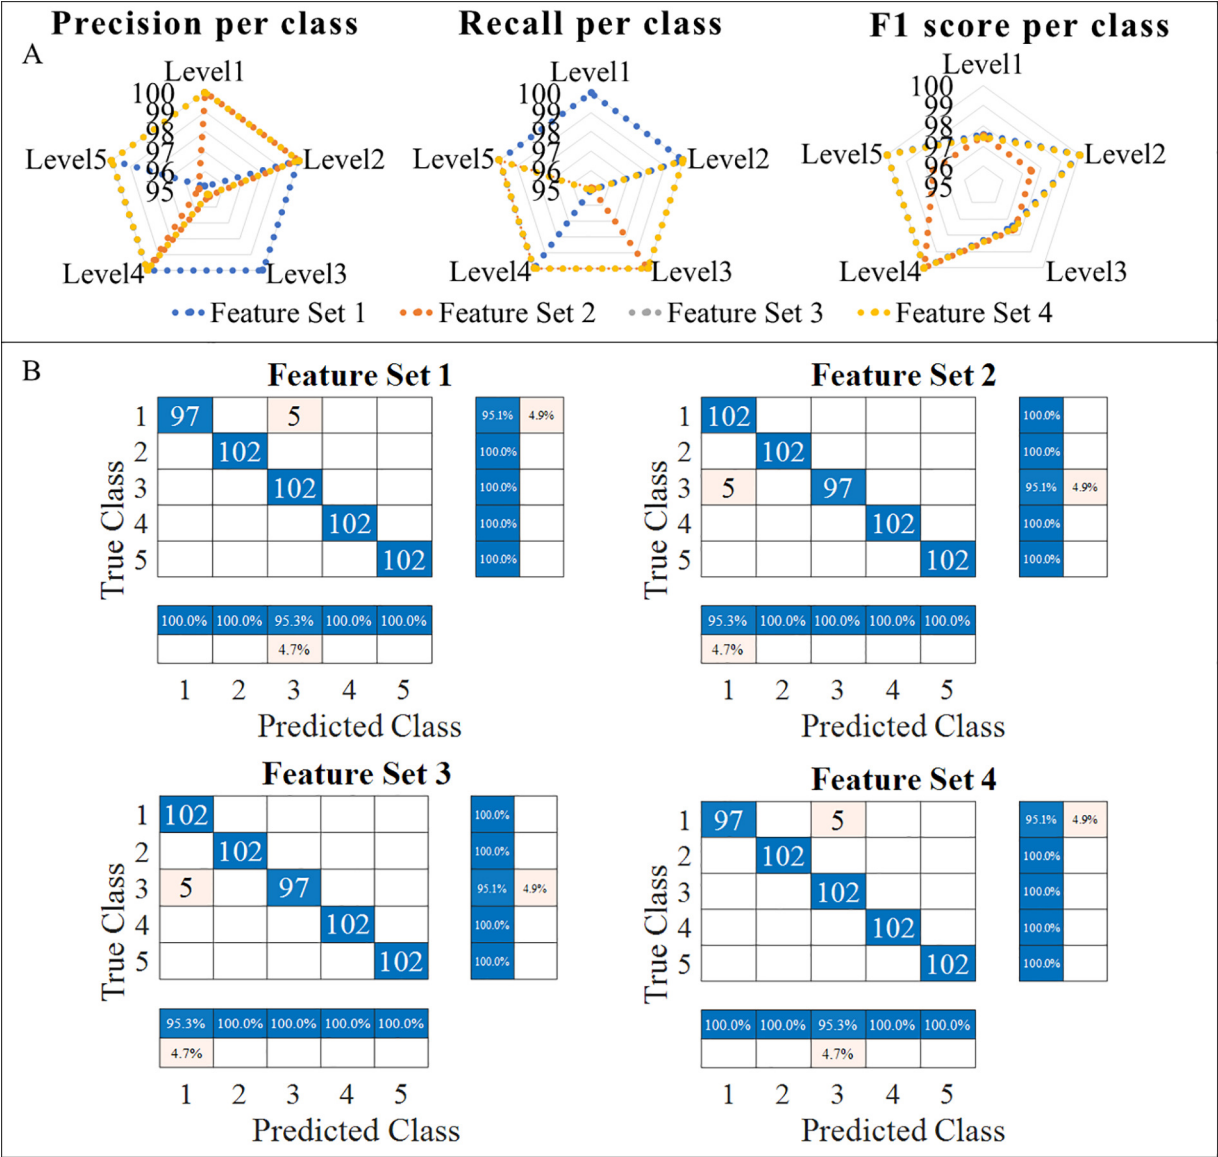 Precision per class
Recall per class
F1 score per class
A
Level1
100
99
98
97
96
95
Level2
Level3
Level4
Level5
Level1
100
99
98
97
96
95
Level2
Level3
Level4
Level5
Level1
100
99
98
97
96
95
Level2
Level3
Level4
Level5
Feature Set 1
Feature Set 2
Feature Set 3
Feature Set 4
B
Feature Set 1
True Class
1 97 5 95.1% 4.9%
2 102 100.0%
3 102 100.0%
4 102 100.0%
5 102 100.0%
100.0% 100.0% 95.3% 100.0% 100.0%
4.7%
1 2 3 4 5
Predicted Class
Feature Set 2
True Class
1 102 100.0%
2 102 100.0%
3 5 97 95.1% 4.9%
4 102 100.0%
5 102 100.0%
95.3% 100.0% 100.0% 100.0% 100.0%
4.7%
1 2 3 4 5
Predicted Class
Feature Set 3
True Class
1 102 100.0%
2 102 100.0%
3 5 97 95.1% 4.9%
4 102 100.0%
5 102 100.0%
95.3% 100.0% 100.0% 100.0% 100.0%
4.7%
1 2 3 4 5
Predicted Class
Feature Set 4
True Class
1 97 5 95.1% 4.9%
2 102 100.0%
3 102 100.0%
4 102 100.0%
5 102 100.0%
100.0% 100.0% 95.3% 100.0% 100.0%
4.7%
1 2 3 4 5
Predicted Class